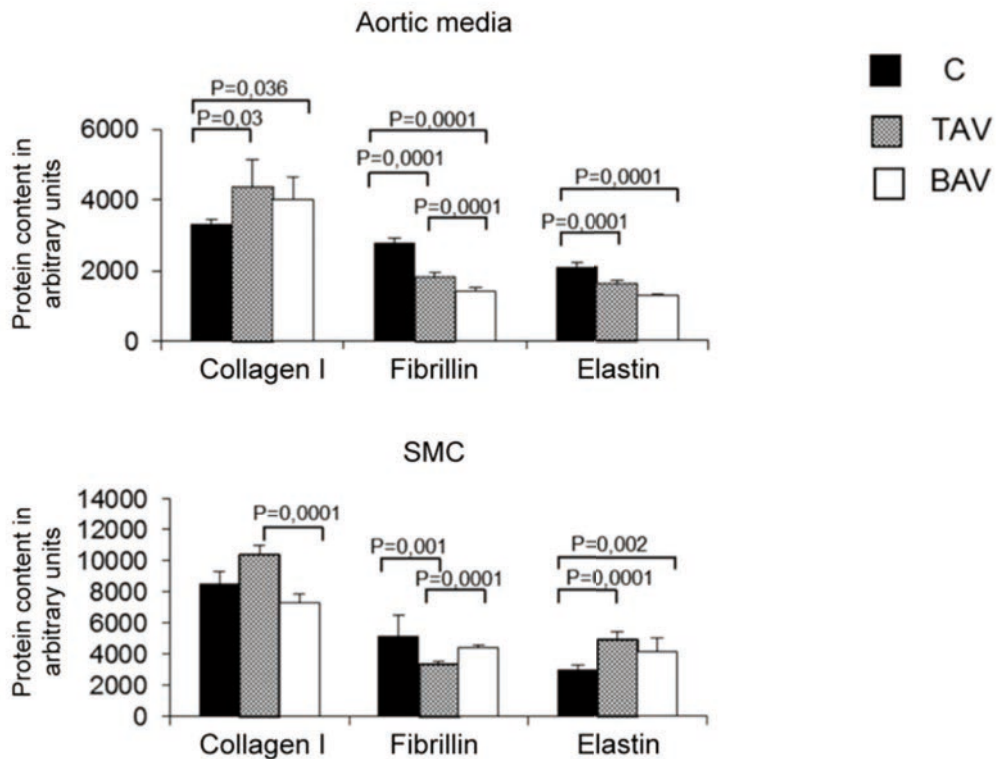 Aortic media
C
TAV
BAV
Protein content in
arbitrary units
6000
4000
2000
0
P=0,036
P=0,03
P=0,0001
P=0,0001
P=0,0001
P=0,0001
P=0,0001
Collagen I
Fibrillin
Elastin
SMC
Protein content in
arbitrary units
14000
12000
10000
8000
6000
4000
2000
0
P=0,0001
P=0,001
P=0,0001
P=0,002
P=0,0001
Collagen I
Fibrillin
Elastin